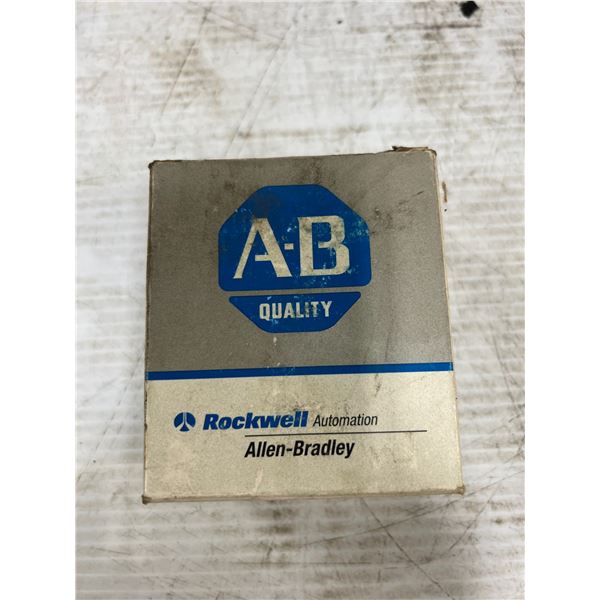 A-B
QUALITY
Rockwell Automation
Allen-Bradley